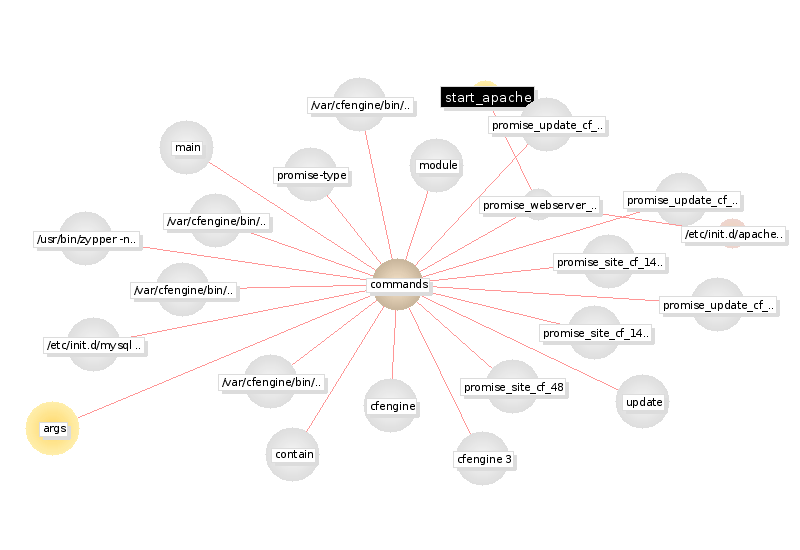 start_apache
/var/cfengine/bin/..
promise_update_cf_..
main
module
promise-type
promise_update_cf_..
promise_webserver_..
/var/cfengine/bin/..
/etc/init.d/apache..
/usr/bin/zypper -n..
promise_site_cf_14..
commands
/var/cfengine/bin/..
promise_update_cf_..
promise_site_cf_14..
/etc/init.d/mysql ..
/var/cfengine/bin/..
promise_site_cf_48
update
cfengine
args
contain
cfengine 3